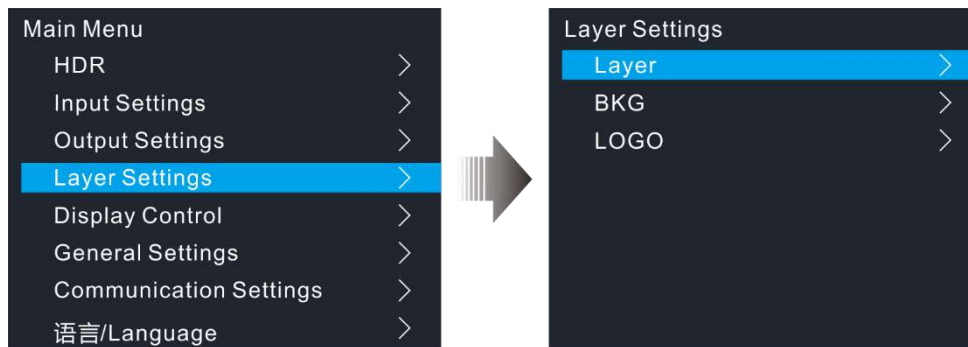 Main Menu
HDR
Input Settings
Output Settings
Layer Settings
Display Control
General Settings
Communication Settings
语言/Language
Layer Settings
Layer
BKG
LOGO